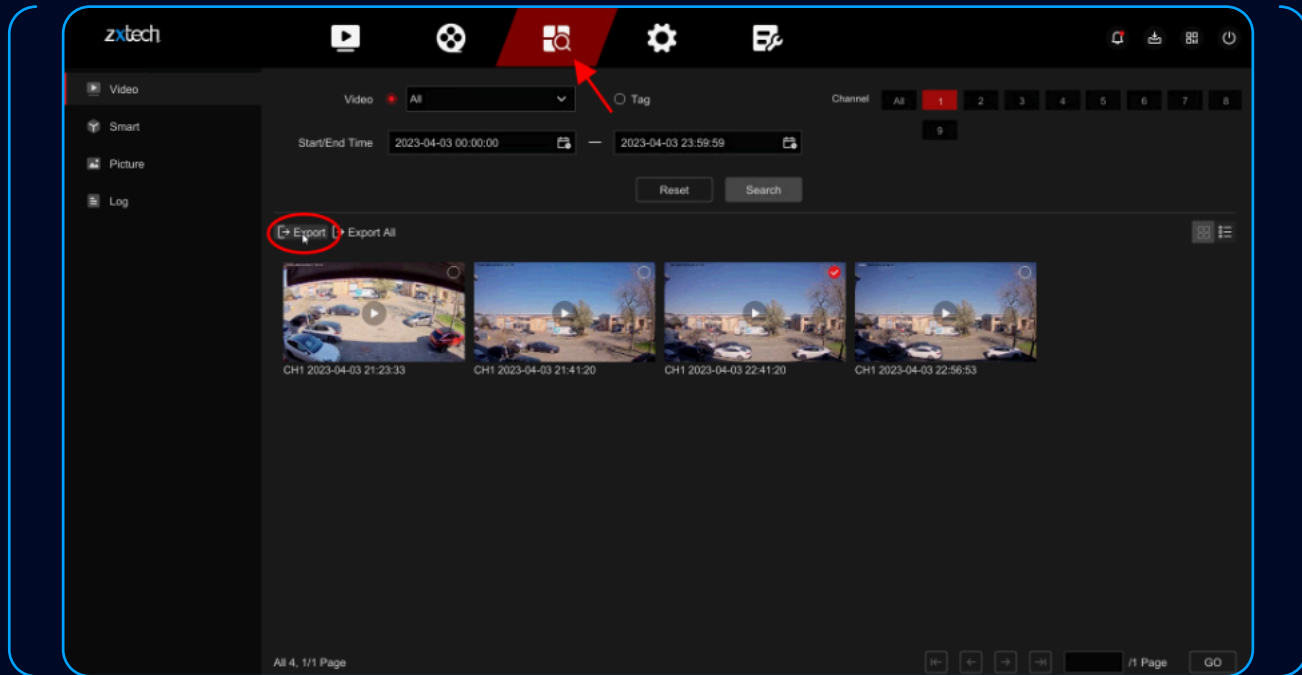 zxtech
Video
Smart
Picture
Log
Video All Tag
Channel All 1 2 3 4 5 6 7 8
9
Start/End Time 2023-04-03 00:00:00 — 2023-04-03 23:59:59
Reset Search
Export Export All
CH1 2023-04-03 21:23:33 CH1 2023-04-03 21:41:20 CH1 2023-04-03 22:41:20 CH1 2023-04-03 22:56:53
All 4, 1/1 Page
/1 Page GO